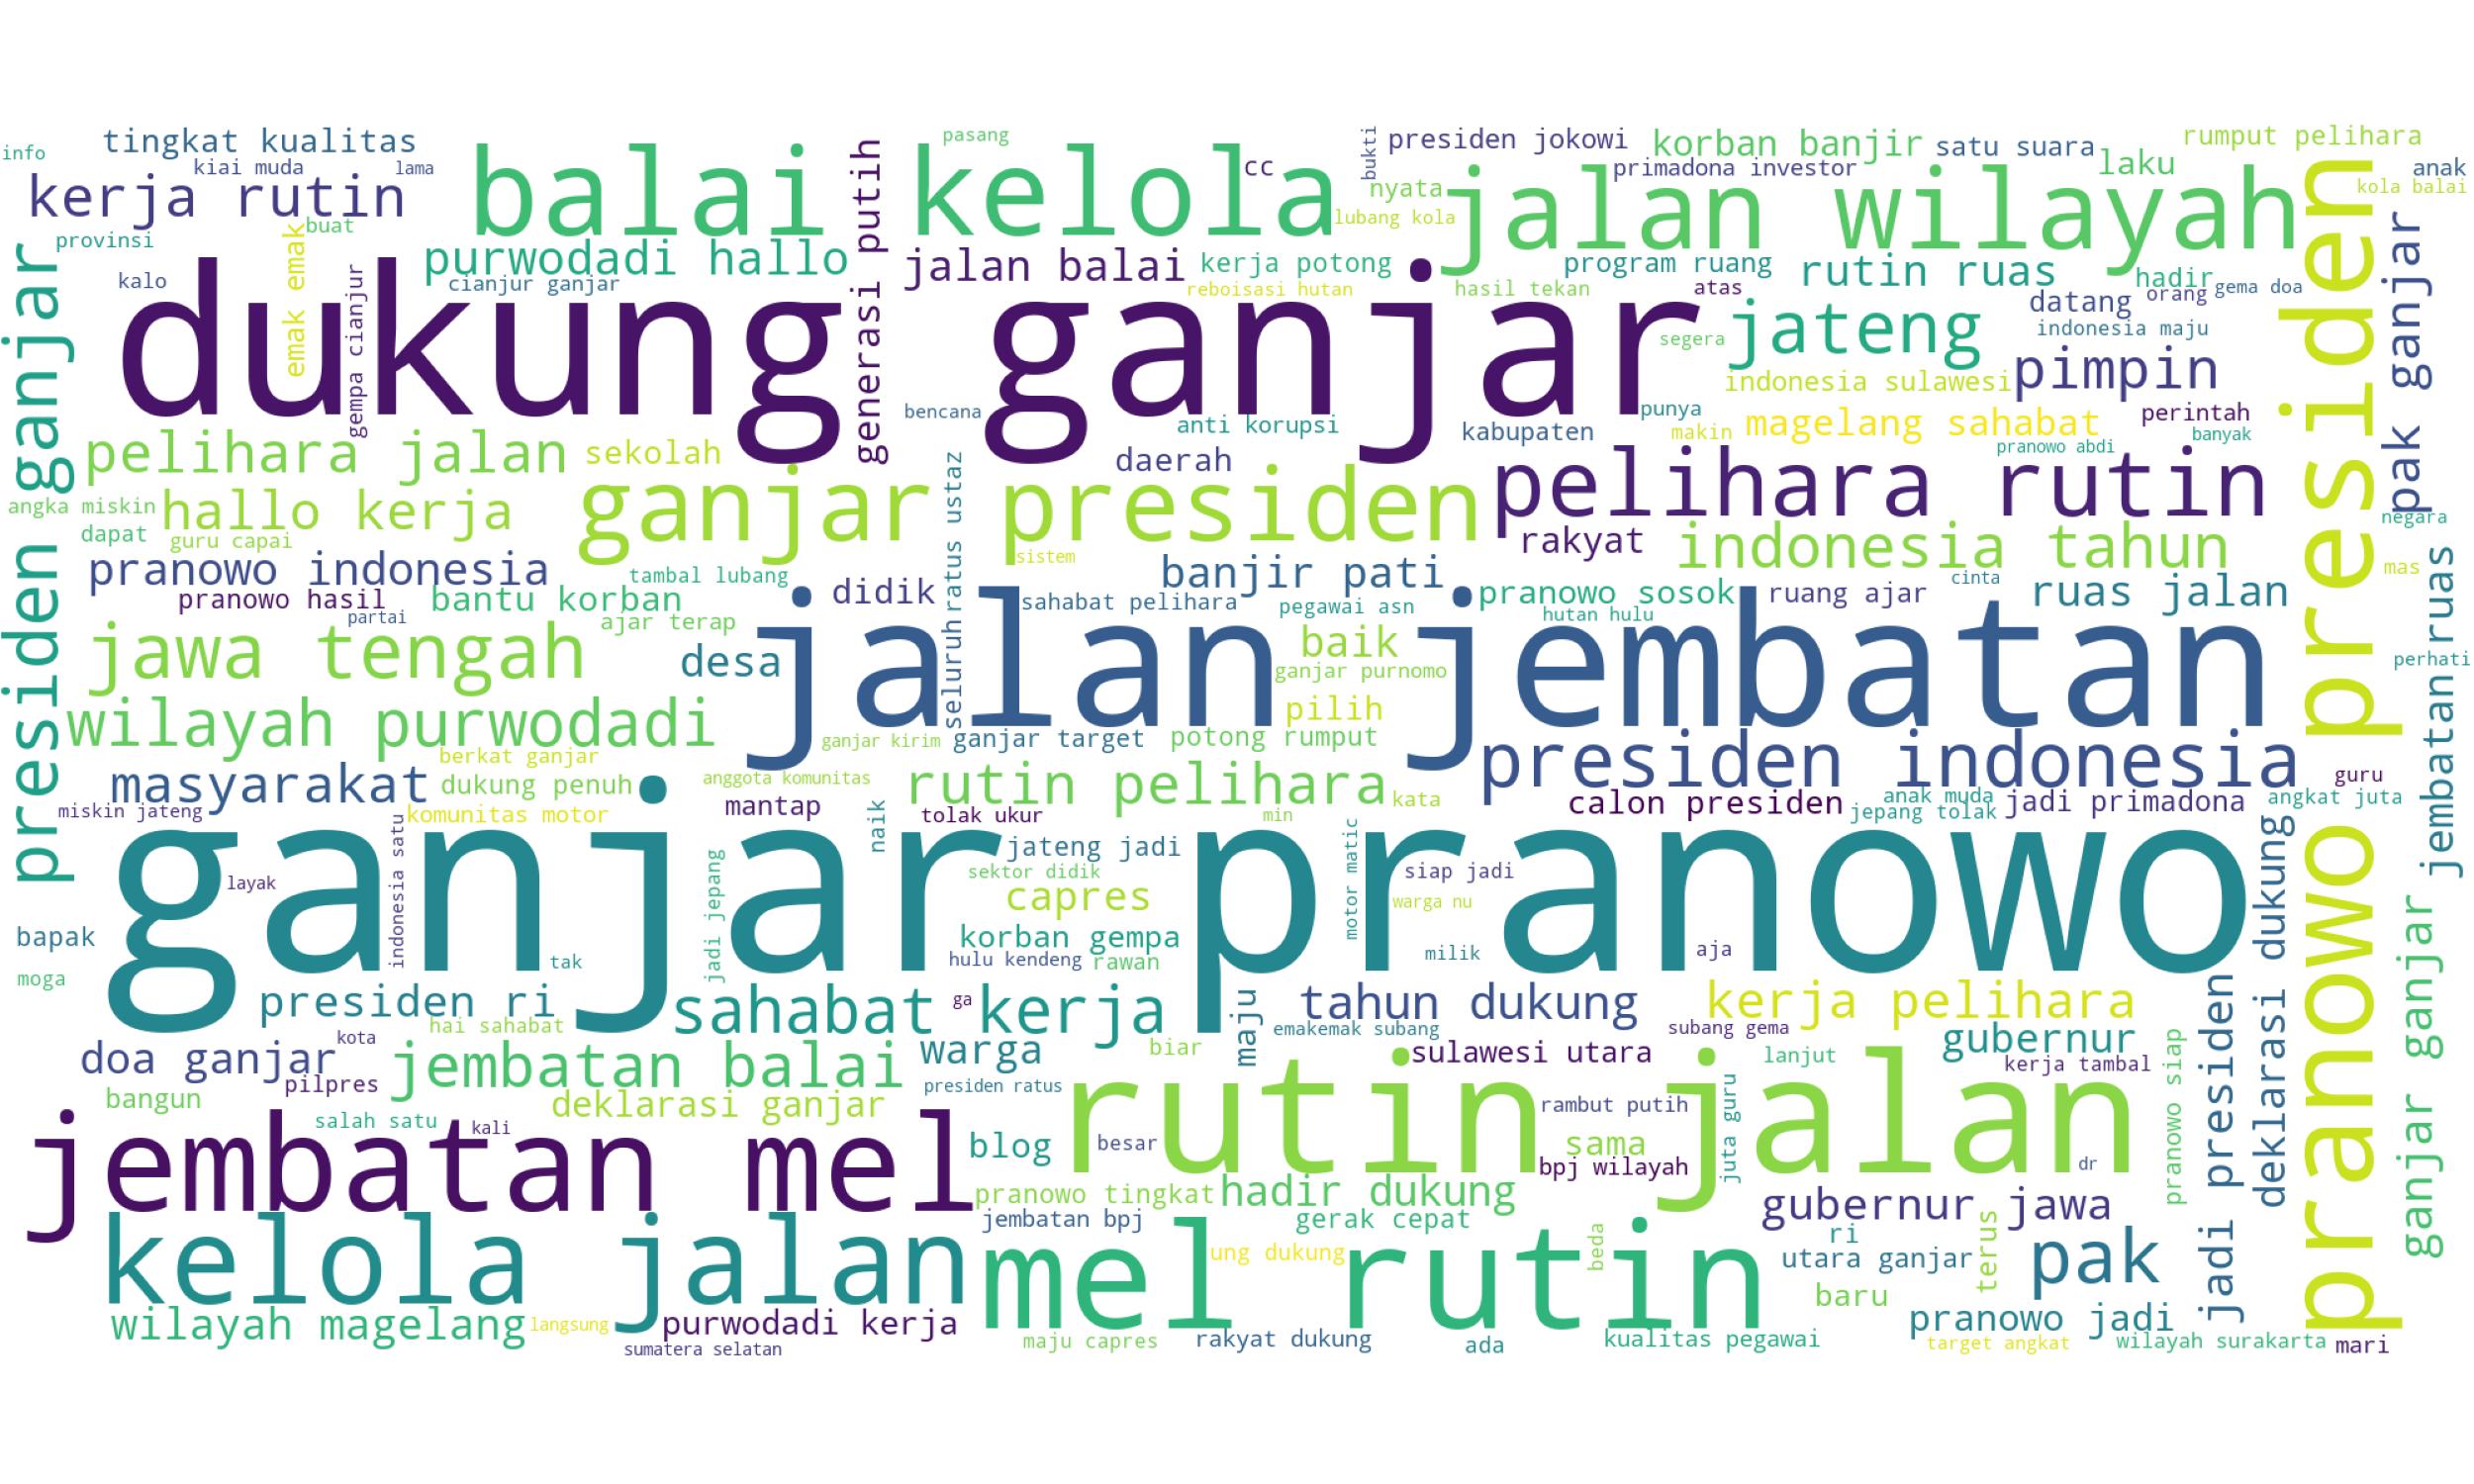 info
tingkat kualitas
kiai muda
lama
kerja rutin
balai kelola
pasang
cc
bukti
presiden jokowi
korban banjir
satu suara
rumput pelihara
primadona investor
laku
anak
nyata
kola balai
jalan wilayah
lubang kola
provinsi
emak emak
buat
purwodadi hallo
generasi putih
jalan balai
kerja potong
program ruang
rutin ruas
hadir
kalo
gempa cianjur
cianjur ganjar
reboisasi hutan
hasil tekan
atas
datang
orang
gema doa
dukung ganjar
segera
jateng
indonesia maju
indonesia sulawesi
pimpin
presiden ganjar
pak ganjar
pranowo presiden
bencana
anti korupsi
punya
kabupaten
makin
magelang sahabat
perintah
banyak
pranowo abdi
pelihara jalan
sekolah
daerah
angka miskin
hallo kerja
ganjar presiden
pelihara rutin
negara
dapat
guru capai
seluruh
ratus ustaz
sistem
rakyat
indonesia tahun
pranowo indonesia
tambal lubang
didik
banjir pati
cinta
mas
pranowo hasil
bantu korban
sahabat pelihara
pegawai asn
pranowo sosok
ruang ajar
ruas jalan
partai
ajar terap
hutan hulu
jembatan
ruas
jawa tengah
desa
jalan jembatan
baik
ganjar purnomo
perhati
wilayah purwodadi
pilih
berkat ganjar
ganjar kirim
ganjar target
potong rumput
presiden indonesia
masyarakat
dukung penuh
anggota komunitas
rutin pelihara
kata
guru
miskin jateng
komunitas motor
mantap
naik
tolak ukur
min
calon presiden
anak muda
jepang tolak
jadi primadona
angkat juta
ganjar pranowo
indonesia satu
layak
jadi jepang
jateng jadi
motor matic
sektor didik
siap jadi
capres
warga nu
bapak
korban gempa
aja
milik
moga
tak
hulu kendeng
rawan
deklarasi dukung
ganjar ganjar
presiden ri
sahabat kerja
ga
maju
tahun dukung
kerja pelihara
jadi presiden
hai sahabat
emakemak subang
subang gema
kota
doa ganjar
jembatan balai
warga
biar
sulawesi utara
lanjut
gubernur
kerja tambal
pranowo siap
pilpres
presiden ratus
bangun
deklarasi ganjar
rutin jalan
rambut putih
juta guru
salah satu
kali
jembatan mel
blog
besar
sama
bpj wilayah
dr
pranowo tingkat
hadir dukung
gubernur jawa
jembatan bpj
gerak cepat
beda
ri
terus
kelola jalan
mel rutin
ung dukung
utara ganjar
pak
baru
wilayah magelang
langsung
purwodadi kerja
pranowo jadi
sumatera selatan
maju capres
rakyat dukung
ada
kualitas pegawai
target angkat
wilayah surakarta
mari